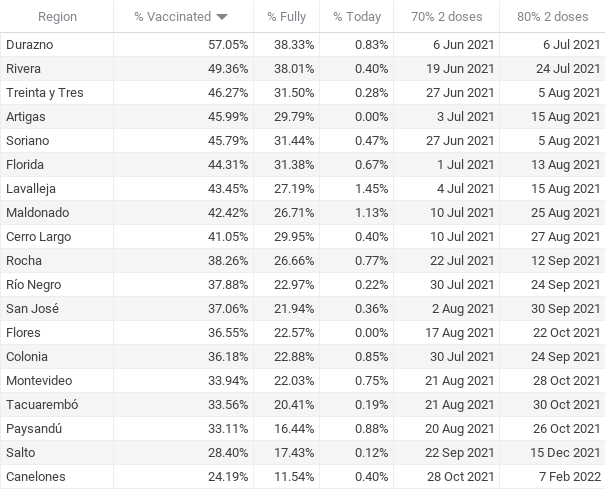 Region % Vaccinated % Fully % Today 70% 2 doses 80% 2 doses
Durazno 57.05% 38.33% 0.83% 6 Jun 2021 6 Jul 2021
Rivera 49.36% 38.01% 0.40% 19 Jun 2021 24 Jul 2021
Treinta y Tres 46.27% 31.50% 0.28% 27 Jun 2021 5 Aug 2021
Artigas 45.99% 29.79% 0.00% 3 Jul 2021 15 Aug 2021
Soriano 45.79% 31.44% 0.47% 27 Jun 2021 5 Aug 2021
Florida 44.31% 31.38% 0.67% 1 Jul 2021 13 Aug 2021
Lavalleja 43.45% 27.19% 1.45% 4 Jul 2021 15 Aug 2021
Maldonado 42.42% 26.71% 1.13% 10 Jul 2021 25 Aug 2021
Cerro Largo 41.05% 29.95% 0.40% 10 Jul 2021 27 Aug 2021
Rocha 38.26% 26.66% 0.77% 22 Jul 2021 12 Sep 2021
Río Negro 37.88% 22.97% 0.22% 30 Jul 2021 24 Sep 2021
San José 37.06% 21.94% 0.36% 2 Aug 2021 30 Sep 2021
Flores 36.55% 22.57% 0.00% 17 Aug 2021 22 Oct 2021
Colonia 36.18% 22.88% 0.85% 30 Jul 2021 24 Sep 2021
Montevideo 33.94% 22.03% 0.75% 21 Aug 2021 28 Oct 2021
Tacuarembó 33.56% 20.41% 0.19% 21 Aug 2021 30 Oct 2021
Paysandú 33.11% 16.44% 0.88% 20 Aug 2021 26 Oct 2021
Salto 28.40% 17.43% 0.12% 22 Sep 2021 15 Dec 2021
Canelones 24.19% 11.54% 0.40% 28 Oct 2021 7 Feb 2022